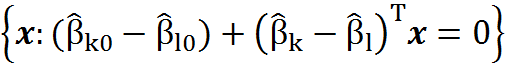 {x: (β̂k0 − β̂l0) + (β̂k − β̂l)ᵀx = 0}